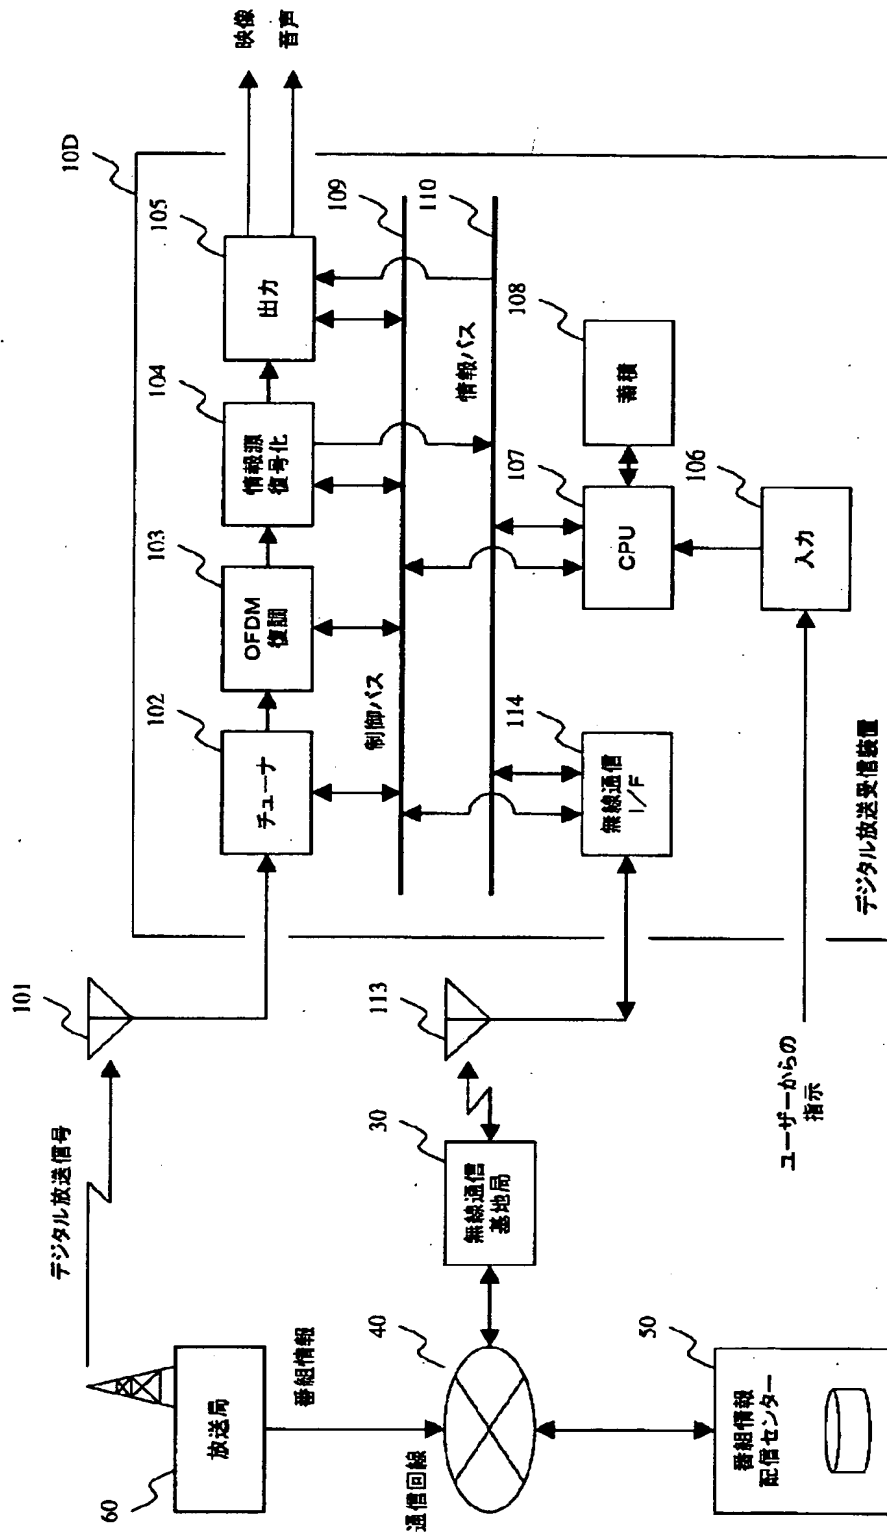 デジタル放送信号
101
10D
102
103
104
105
チューナ
OFDM
復調
情報源
復号化
出力
映像
音声
109
110
制御バス
情報バス
60
放送局
番組情報
通信回線
40
30
無線通信
基地局
113
114
無線通信
I/F
107
CPU
108
蓄積
106
入力
50
番組情報
配信センター
ユーザーからの
指示
デジタル放送受信装置